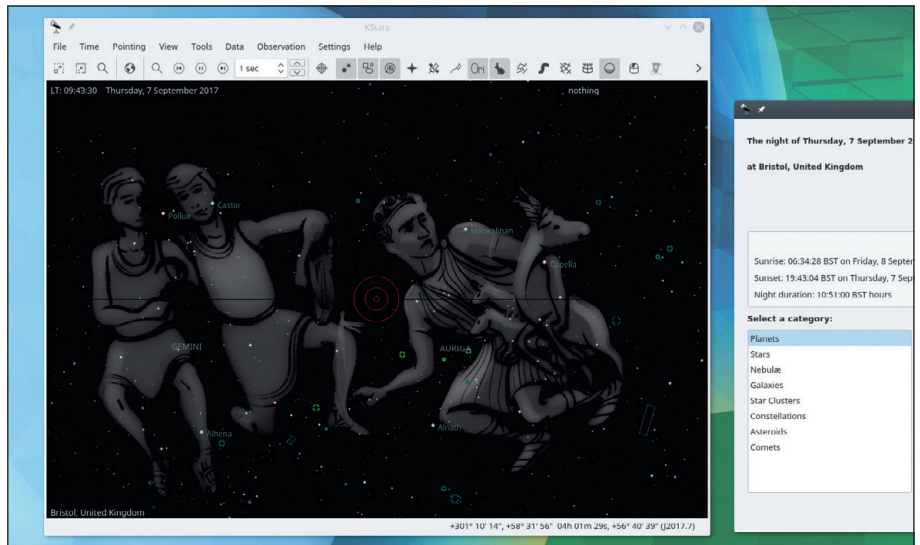 KStars
File Time Pointing View Tools Data Observation Settings Help
1 sec
Ori
LT: 09:43:30 Thursday, 7 September 2017
nothing
Castor
Pollux
Menkalinan
Capella
GEMINI
AURIGA
Alhena
Alnath
Bristol, United Kingdom
+301° 10' 14", +58° 31' 56" 04h 01m 29s, +56° 40' 39" (J2017.7)
The night of Thursday, 7 September 2
at Bristol, United Kingdom
Sunrise: 06:34:28 BST on Friday, 8 Septem
Sunset: 19:43:04 BST on Thursday, 7 Sep
Night duration: 10:51:00 BST hours
Select a category:
Planets
Stars
Nebulæ
Galaxies
Star Clusters
Constellations
Asteroids
Comets